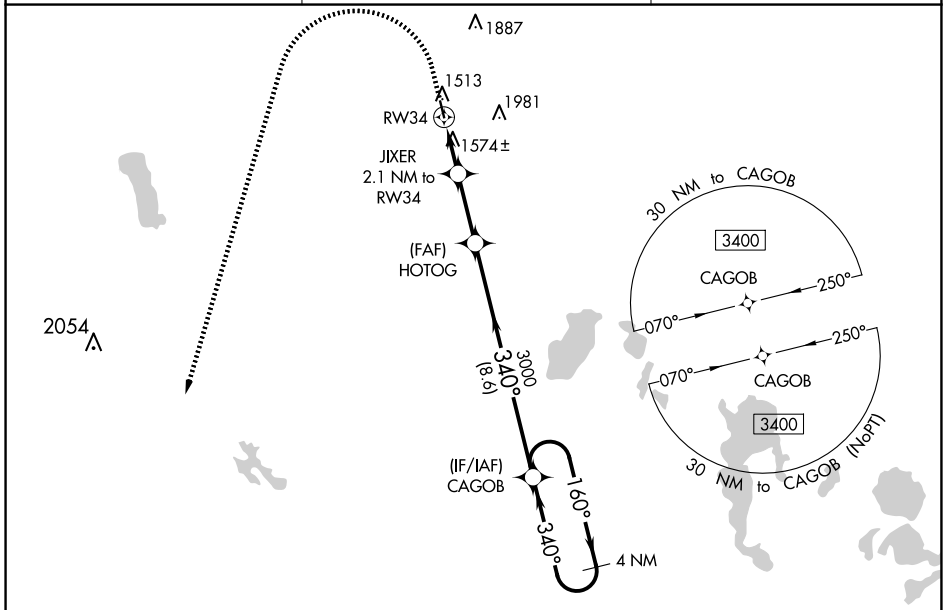 1887
1513
RW34
1981
1574±
JIXER
2.1 NM to
RW34
(FAF)
HOTOG
30 NM to CAGOB
3400
CAGOB
250°
070°
2054
3000
340°
(8.6)
250°
070°
CAGOB
3400
30 NM to CAGOB (NoPT)
(IF/IAF)
CAGOB
160°
340°
4 NM